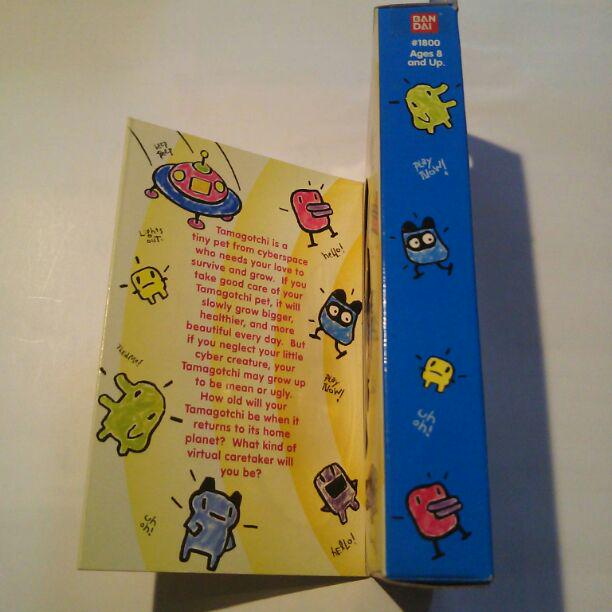 HEY
POKEY
Lights
out.
hello!
Tamagotchi is a
tiny pet from cyberspace
who needs your love to
survive and grow. If you
take good care of your
Tamagotchi pet, it will
slowly grow bigger,
healthier, and more
beautiful every day. But
if you neglect your little
cyber creature, your
Tamagotchi may grow up
to be mean or ugly.
How old will your
Tamagotchi be when it
returns to its home
planet? What kind of
virtual caretaker will
you be?
Play
Now!
uh
oh!
hello!
BAN
DAI
#1800
Ages 8
and Up.
Play
Now!
uh
oh!